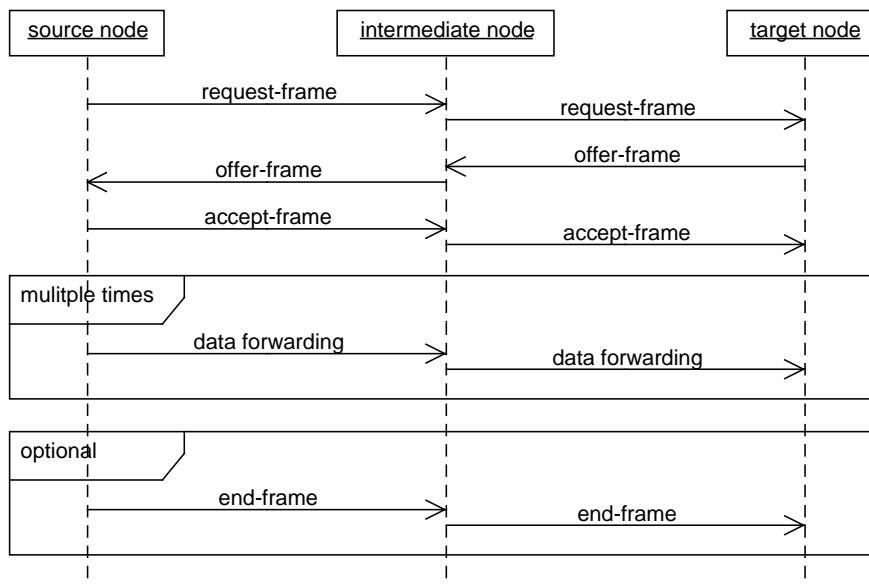 source node
intermediate node
target node
request-frame
request-frame
offer-frame
offer-frame
accept-frame
accept-frame
mulitple times
data forwarding
data forwarding
optional
end-frame
end-frame